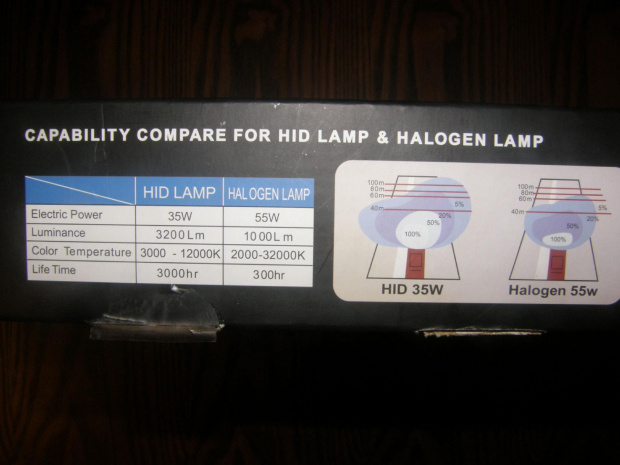 CAPABILITY COMPARE FOR HID LAMP & HALOGEN LAMP
HID LAMP HALOGEN LAMP
Electric Power 35W 55W
Luminance 3200Lm 1000Lm
Color Temperature 3000 - 12000K 2000-32000K
Life Time 3000hr 300hr
100m
80m
60m
5%
40m
20%
50%
100%
HID 35W
100m
80m
60m
5%
40m
20%
50%
100%
Halogen 55w